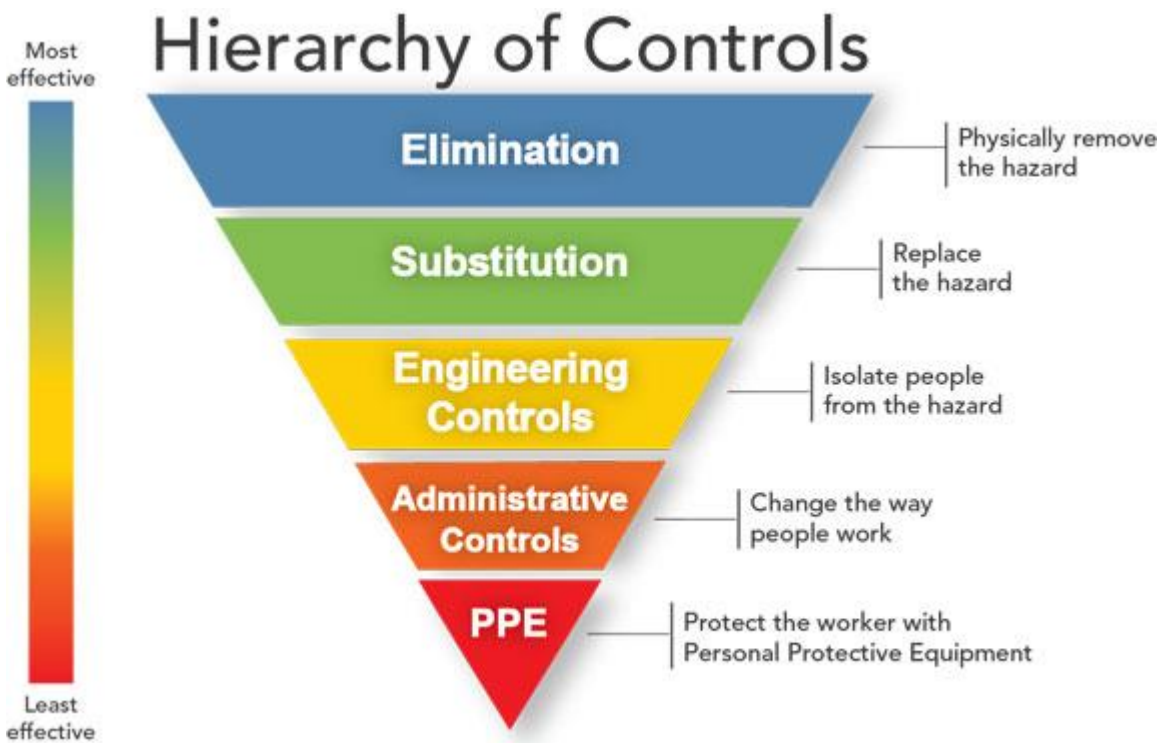 Hierarchy of Controls
Most
effective
Elimination
Physically remove
the hazard
Substitution
Replace
the hazard
Engineering
Controls
Isolate people
from the hazard
Administrative
Controls
Change the way
people work
PPE
Protect the worker with
Personal Protective Equipment
Least
effective